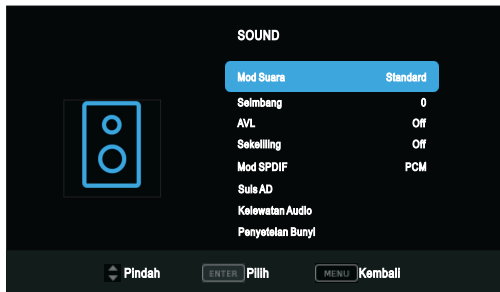 SOUND
Mod Suara Standard
Seimbang 0
AVL Off
Sekeliling Off
Mod SPDIF PCM
Suis AD
Kelewatan Audio
Penyetelan Bunyi
Pindah ENTER Pilih MENU Kembali